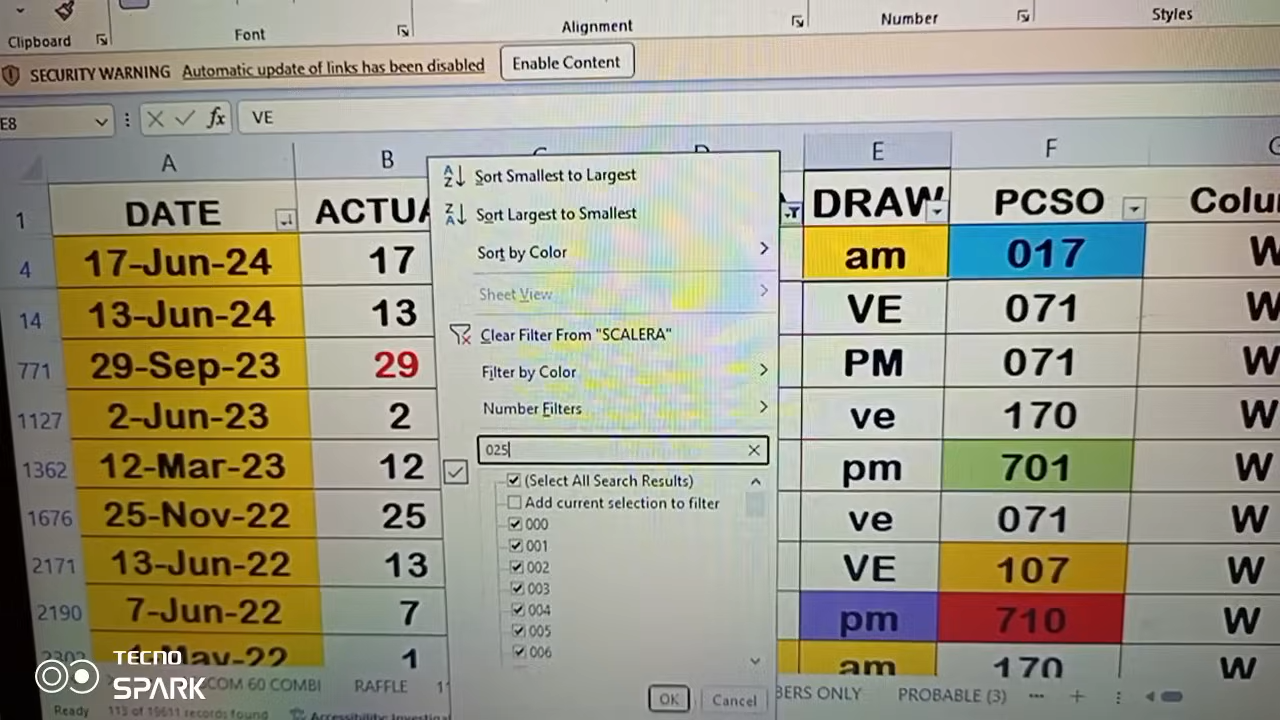 Clipboard
Font
Alignment
Number
Styles
SECURITY WARNING Automatic update of links has been disabled Enable Content
E8 fx VE
A B E F
1 DATE DRAW PCSO
4 17-Jun-24 17 am 017 W
14 13-Jun-24 13 VE 071 W
771 29-Sep-23 29 PM 071 W
1127 2-Jun-23 2 ve 170 W
1362 12-Mar-23 12 pm 701 W
1676 25-Nov-22 25 ve 071 W
2171 13-Jun-22 13 VE 107 W
2190 7-Jun-22 7 pm 710 W
1 am 170 W
Sort Smallest to Largest
Sort Largest to Smallest
Sort by Color
Sheet View
Clear Filter From "SCALERA"
Filter by Color
Number Filters
025
(Select All Search Results)
Add current selection to filter
000
001
002
003
004
005
006
OK Cancel
COM 60 COMBI RAFFLE BERS ONLY PROBABLE (3)
Ready
TECNO
SPARK